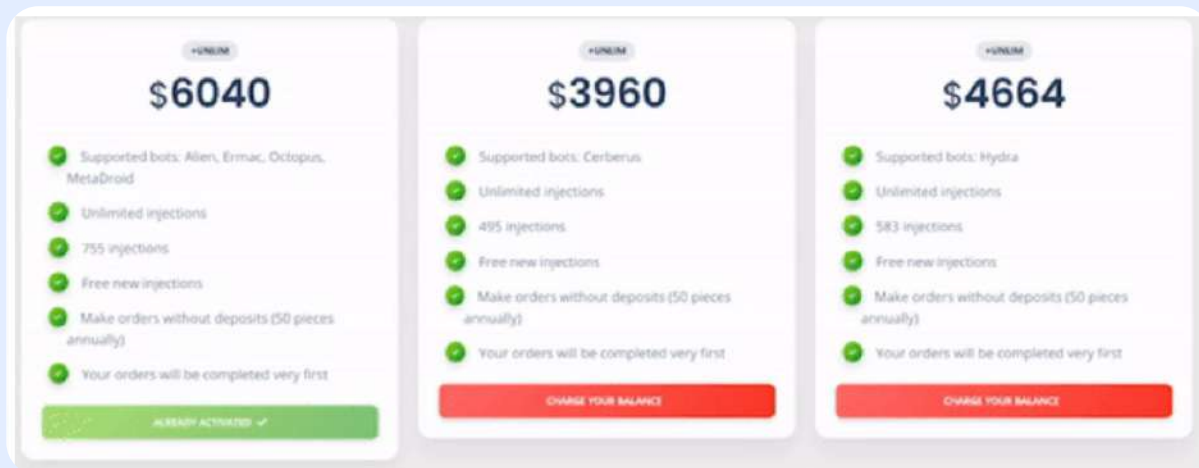 +UNLIM
$6040
Supported bots: Alien, Ermac, Octopus,
MetaDroid
Unlimited injections
755 injections
Free new injections
Make orders without deposits (50 pieces
annually)
Your orders will be completed very first
ALREADY ACTIVATED
+UNLIM
$3960
Supported bots: Cerberus
Unlimited injections
495 injections
Free new injections
Make orders without deposits (50 pieces
annually)
Your orders will be completed very first
CHARGE YOUR BALANCE
+UNLIM
$4664
Supported bots: Hydra
Unlimited injections
583 injections
Free new injections
Make orders without deposits (50 pieces
annually)
Your orders will be completed very first
CHARGE YOUR BALANCE